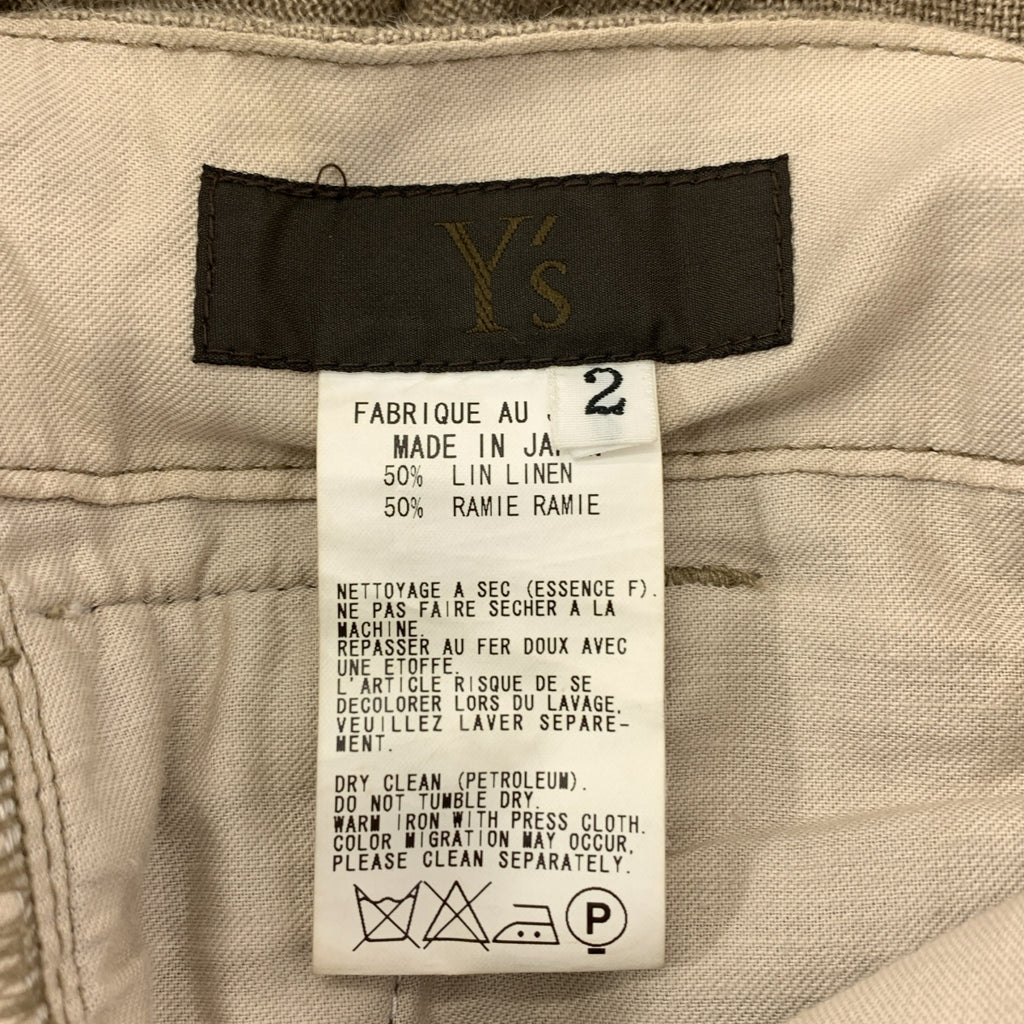 Y's
2
FABRIQUE AU
MADE IN
50% LIN LINEN
50% RAMIE RAMIE
NETTOYAGE A SEC (ESSENCE F).
NE PAS FAIRE SECHER A LA
MACHINE.
REPASSER AU FER DOUX AVEC
UNE ETOFFE.
L'ARTICLE RISQUE DE SE
DECOLORER LORS DU LAVAGE.
VEUILLEZ LAVER SEPARE-
MENT.
DRY CLEAN (PETROLEUM).
DO NOT TUMBLE DRY.
WARM IRON WITH PRESS CLOTH.
COLOR MIGRATION MAY OCCUR,
PLEASE CLEAN SEPARATELY.
P